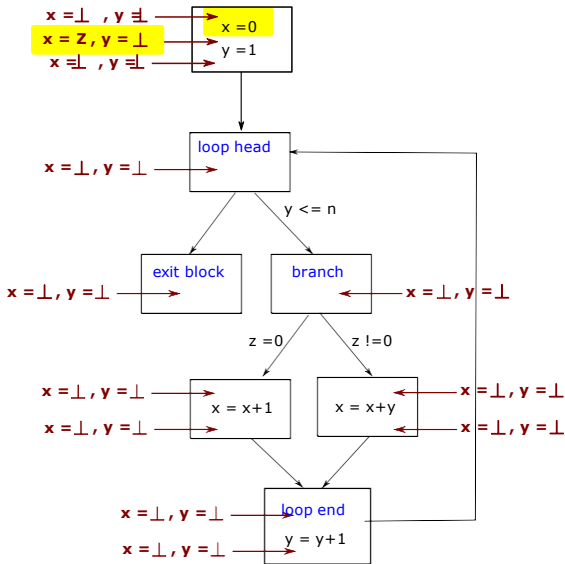 x = ⊥ , y = ⊥
x = 0
x = Z, y = ⊥
y = 1
x = ⊥ , y = ⊥
loop head
x = ⊥ , y = ⊥
y <= n
exit block
branch
x = ⊥ , y = ⊥
x = ⊥ , y = ⊥
z =0
z !=0
x = ⊥ , y = ⊥
x = ⊥ , y = ⊥
x = x+1
x = x+y
x = ⊥ , y = ⊥
x = ⊥ , y = ⊥
loop end
x = ⊥ , y = ⊥
y = y+1
x = ⊥ , y = ⊥